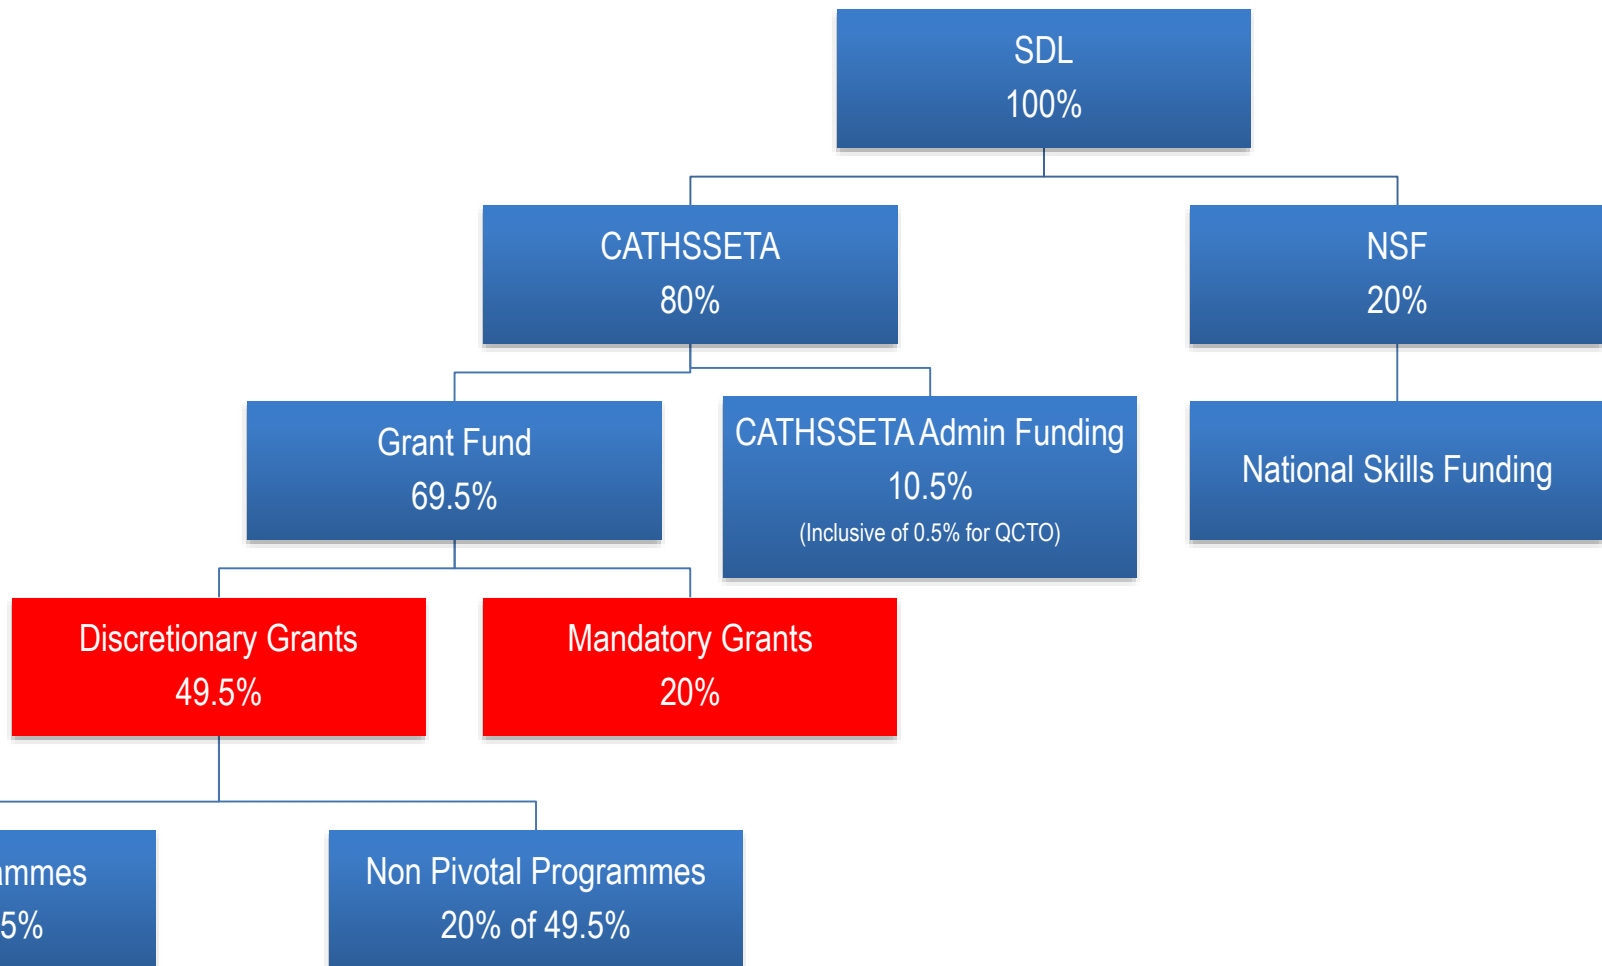 SDL
100%
CATHSSETA
80%
NSF
20%
Grant Fund
69.5%
CATHSSETA Admin Funding
10.5%
(Inclusive of 0.5% for QCTO)
National Skills Funding
Discretionary Grants
49.5%
Mandatory Grants
20%
Non Pivotal Programmes
20% of 49.5%